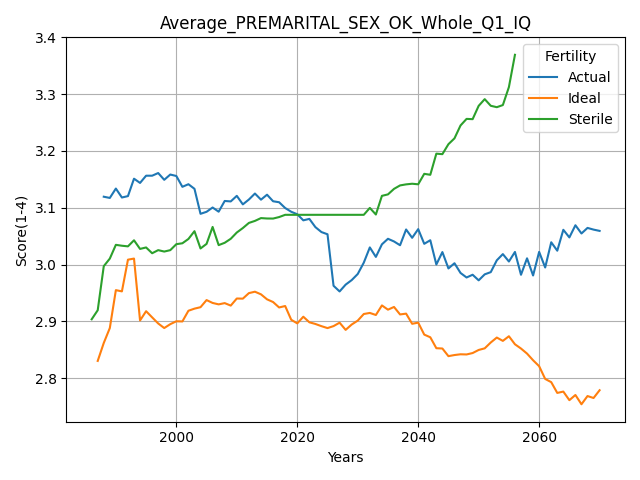 Average_PREMARITAL_SEX_OK_Whole_Q1_IQ
3.4
3.3
3.2
3.1
3.0
2.9
2.8
Score(1-4)
Fertility
Actual
Ideal
Sterile
2000
2020
2040
2060
Years